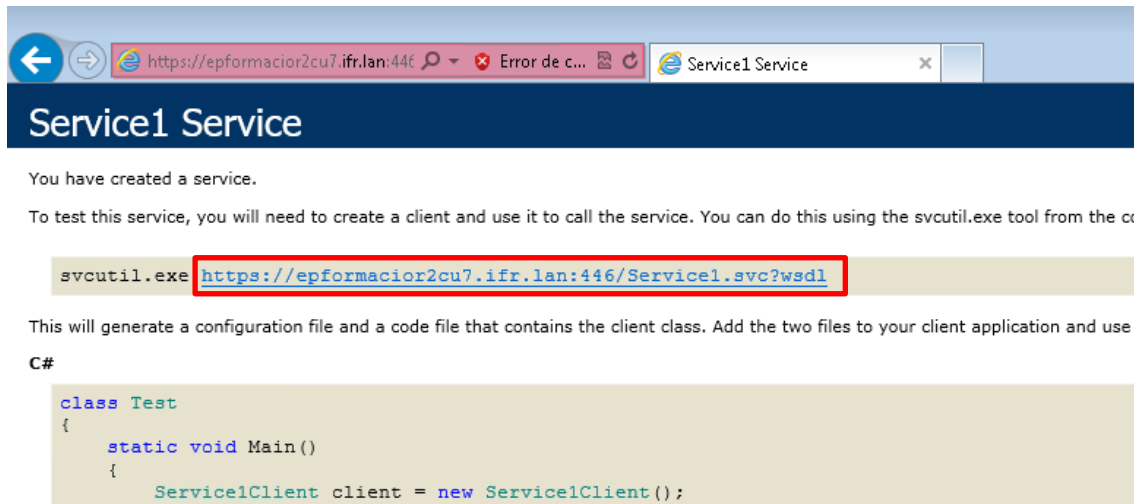 https://epformacior2cu7.ifr.lan:446 Error de c... Service1 Service
Service1 Service
You have created a service.
To test this service, you will need to create a client and use it to call the service. You can do this using the svcutil.exe tool from the
svcutil.exe https://epformacior2cu7.ifr.lan:446/Service1.svc?wsdl
This will generate a configuration file and a code file that contains the client class. Add the two files to your client application and use
C#
class Test
{
static void Main()
{
Service1Client client = new Service1Client();